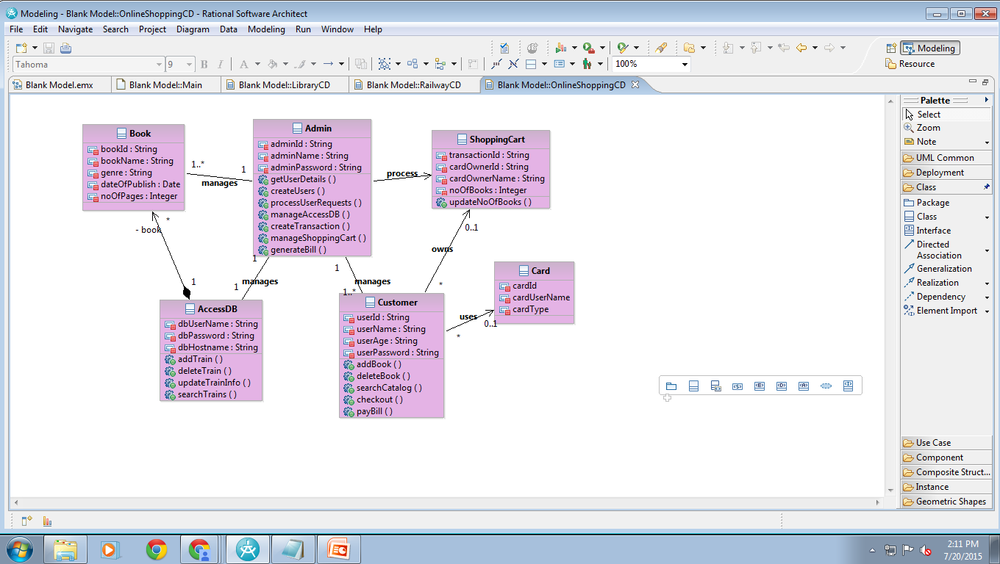 Modeling - Blank Model::OnlineShoppingCD - Rational Software Architect
File Edit Navigate Search Project Diagram Data Modeling Run Window Help
Tahoma 9 B I A 100%
Modeling
Resource
Blank Model.emx Blank Model::Main Blank Model::LibraryCD Blank Model::RailwayCD Blank Model::OnlineShoppingCD
Book
bookId : String
bookName : String
genre : String
dateOfPublish : Date
noOfPages : Integer
1..*
1
manages
Admin
adminId : String
adminName : String
adminPassword : String
getUserDetails ( )
createUsers ( )
processUserRequests ( )
manageAccessDB ( )
createTransaction ( )
manageShoppingCart ( )
generateBill ( )
process
ShoppingCart
transactionId : String
cardOwnerId : String
cardOwnerName : String
noOfBooks : Integer
updateNoOfBooks ( )
*
- book
1
1
1
manages
1
manages
1..*
0..1
owns
*
AccessDB
dbUserName : String
dbPassword : String
dbHostname : String
addTrain ( )
deleteTrain ( )
updateTrainInfo ( )
searchTrains ( )
Customer
userId : String
userName : String
userAge : String
userPassword : String
addBook ( )
deleteBook ( )
searchCatalog ( )
checkout ( )
payBill ( )
uses
0..1
*
Card
cardId
cardUserName
cardType
Palette
Select
Zoom
Note
UML Common
Deployment
Class
Package
Class
Interface
Directed
Association
Generalization
Realization
Dependency
Element Import
Use Case
Component
Composite Struct...
Instance
Geometric Shapes
2:11 PM
7/20/2015